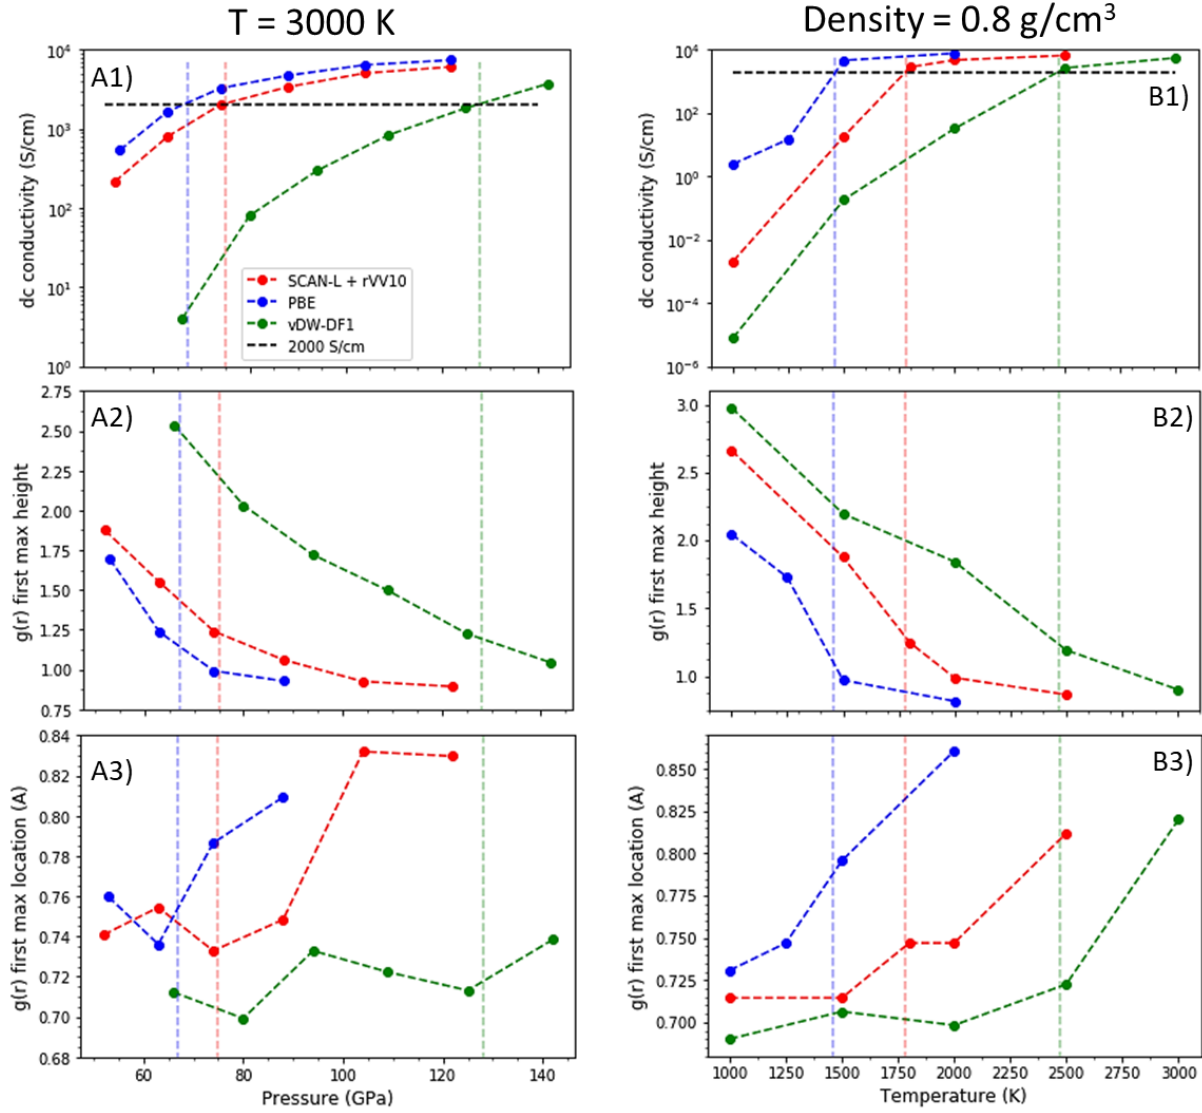 T = 3000 K
Density = 0.8 g/cm³
A1)
10⁴
10³
10²
10¹
10⁰
dc conductivity (S/cm)
SCAN-L + rVV10
PBE
vDW-DF1
2000 S/cm
B1)
10⁴
10²
10⁰
10⁻²
10⁻⁴
10⁻⁶
dc conductivity (S/cm)
A2)
2.75
2.50
2.25
2.00
1.75
1.50
1.25
1.00
0.75
g(r) first max height
B2)
3.0
2.5
2.0
1.5
1.0
g(r) first max height
A3)
0.84
0.82
0.80
0.78
0.76
0.74
0.72
0.70
0.68
g(r) first max location (A)
60 80 100 120 140
Pressure (GPa)
B3)
0.850
0.825
0.800
0.775
0.750
0.725
0.700
g(r) first max location (A)
1000 1250 1500 1750 2000 2250 2500 2750 3000
Temperature (K)